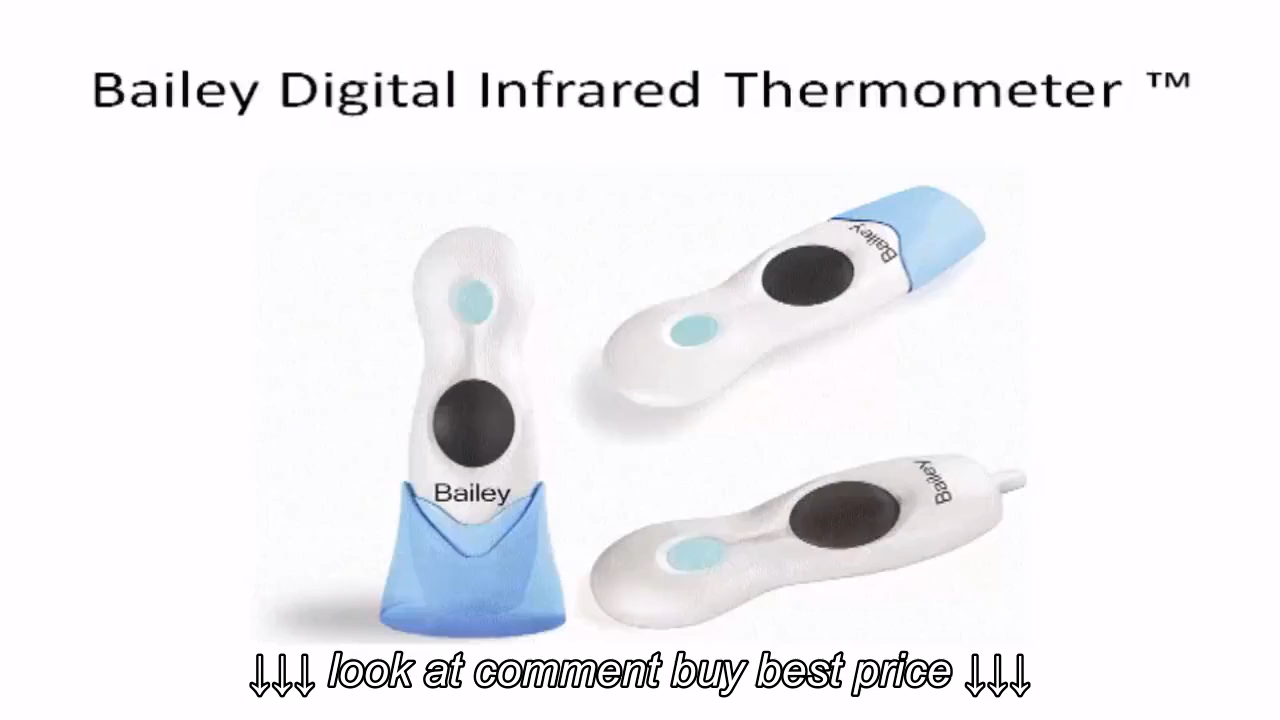 Bailey Digital Infrared Thermometer ™
Bailey
Bailey
Bailey
↓↓↓ look at comment buy best price ↓↓↓